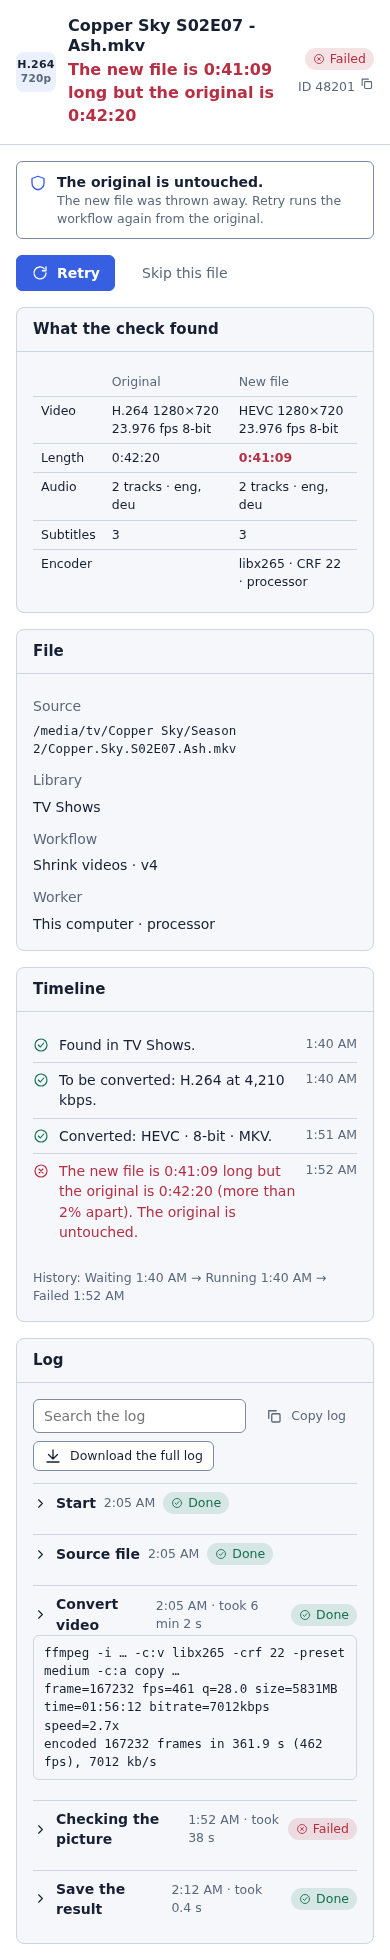 H.264
720p
Copper Sky S02E07 -
Ash.mkv
The new file is 0:41:09
long but the original is
0:42:20
Failed
ID 48201
The original is untouched.
The new file was thrown away. Retry runs the
workflow again from the original.
Retry
Skip this file
What the check found
Original New file
Video H.264 1280×720 HEVC 1280×720
23.976 fps 8-bit 23.976 fps 8-bit
Length 0:42:20 0:41:09
Audio 2 tracks · eng, 2 tracks · eng,
deu deu
Subtitles 3 3
Encoder libx265 · CRF 22
· processor
File
Source
/media/tv/Copper Sky/Season
2/Copper.Sky.S02E07.Ash.mkv
Library
TV Shows
Workflow
Shrink videos · v4
Worker
This computer · processor
Timeline
Found in TV Shows. 1:40 AM
To be converted: H.264 at 4,210 1:40 AM
kbps.
Converted: HEVC · 8-bit · MKV. 1:51 AM
The new file is 0:41:09 long but 1:52 AM
the original is 0:42:20 (more than
2% apart). The original is
untouched.
History: Waiting 1:40 AM → Running 1:40 AM →
Failed 1:52 AM
Log
Search the log
Copy log
Download the full log
Start 2:05 AM Done
Source file 2:05 AM Done
Convert 2:05 AM · took 6 Done
video min 2 s
ffmpeg -i … -c:v libx265 -crf 22 -preset
medium -c:a copy …
frame=167232 fps=461 q=28.0 size=5831MB
time=01:56:12 bitrate=7012kbps
speed=2.7x
encoded 167232 frames in 361.9 s (462
fps), 7012 kb/s
Checking the 1:52 AM · took Failed
picture 38 s
Save the 2:12 AM · took Done
result 0.4 s